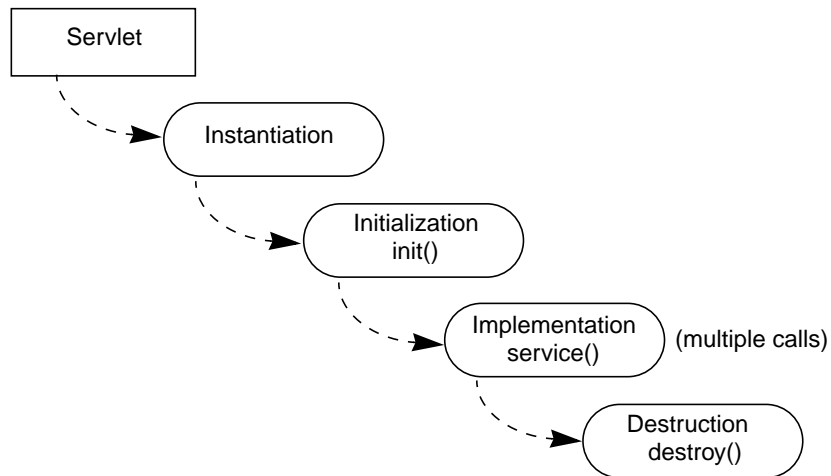 Servlet
Instantiation
Initialization
init()
Implementation
service()
(multiple calls)
Destruction
destroy()